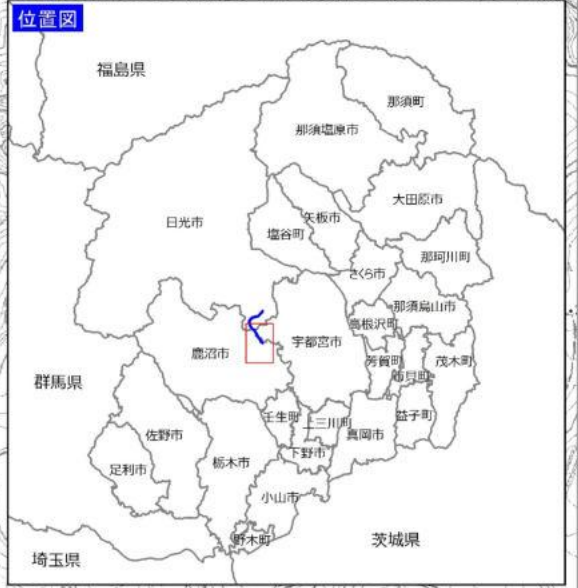 位置図
福島県
那須町
那須塩原市
大田原市
日光市
矢板市
塩谷町
那珂川町
さくら市
那須烏山市
高根沢町
宇都宮市
鹿沼市
芳賀町
市貝町
茂木町
群馬県
壬生町
上三川町
益子町
真岡市
佐野市
下野市
足利市
栃木市
小山市
野木町
茨城県
埼玉県